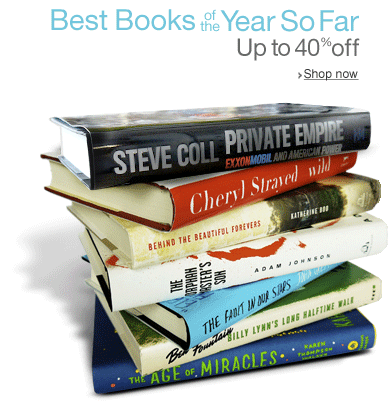 Best Books of the Year So Far
Up to 40% off
› Shop now
STEVE COLL PRIVATE EMPIRE
EXXONMOBIL AND AMERICAN POWER
Cheryl Strayed wild
KATHERINE BOO
BEHIND THE BEAUTIFUL FOREVERS
THE ORPHAN MASTER'S SON
ADAM JOHNSON
THE FAULT IN OUR STARS
BILLY LYNN'S LONG HALFTIME WALK
Ben Fountain
THE AGE OF MIRACLES
KAREN THOMPSON WALKER